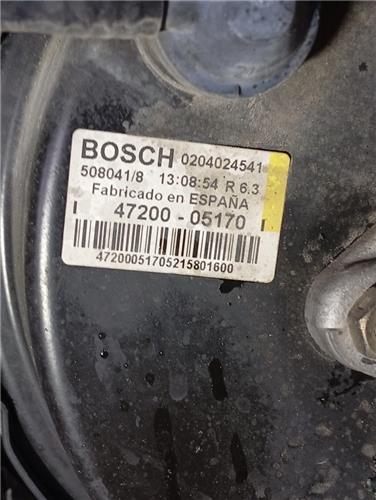 BOSCH 0204024541
508041/8 13:08:54 R 6.3
Fabricado en ESPAÑA
47200 - 05170
47200051705215801600